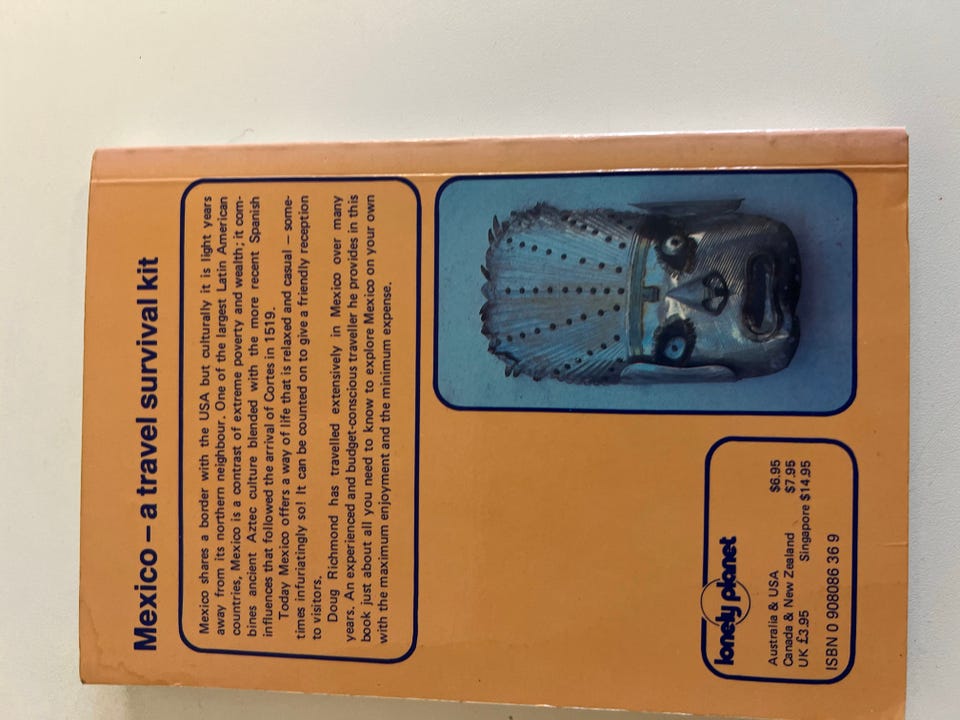 Mexico – a travel survival kit
Mexico shares a border with the USA but culturally it is light years
away from its northern neighbour. One of the largest Latin American
countries, Mexico is a contrast of extreme poverty and wealth; it com-
bines ancient Aztec culture blended with the more recent Spanish
influences that followed the arrival of Cortes in 1519.
Today Mexico offers a way of life that is relaxed and casual – some-
times infuriatingly so! It can be counted on to give a friendly reception
to visitors.
Doug Richmond has travelled extensively in Mexico over many
years. An experienced and budget-conscious traveller he provides in this
book just about all you need to know to explore Mexico on your own
with the maximum enjoyment and the minimum expense.
lonely planet
Australia & USA $6.95
Canada & New Zealand $7.95
UK £3.95 Singapore $14.95
ISBN 0 908086 36 9